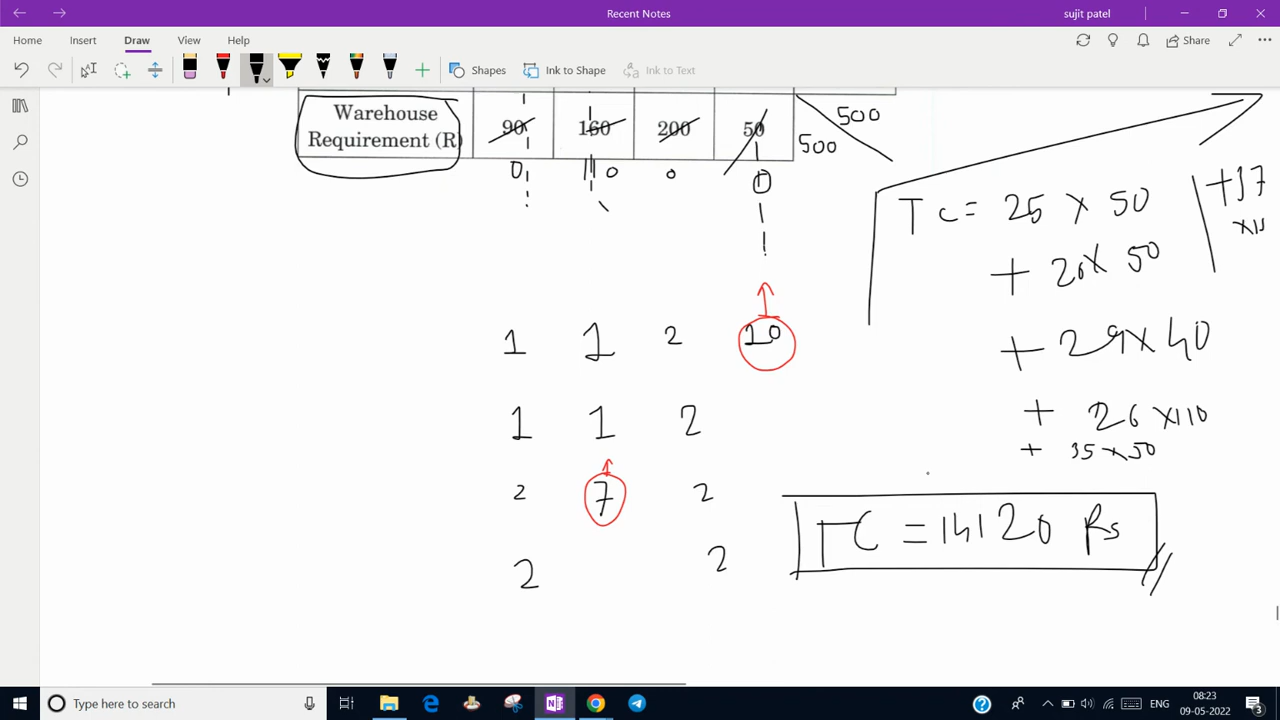 Recent Notes
sujit patel
Home Insert Draw View Help
Share
Shapes
Ink to Shape
Ink to Text
Warehouse
Requirement (R)
90 160 200 50
500
500
0 0 0
TC = 25 x 50
+ 20 x 50
+ 29 x 40
+ 26 x 110
+ 35 x 50
+37
1 1 2 10
1 1 2
2 7 2
2 2
TC = 14120 Rs
Type here to search
ENG
08:23
09-05-2022
3